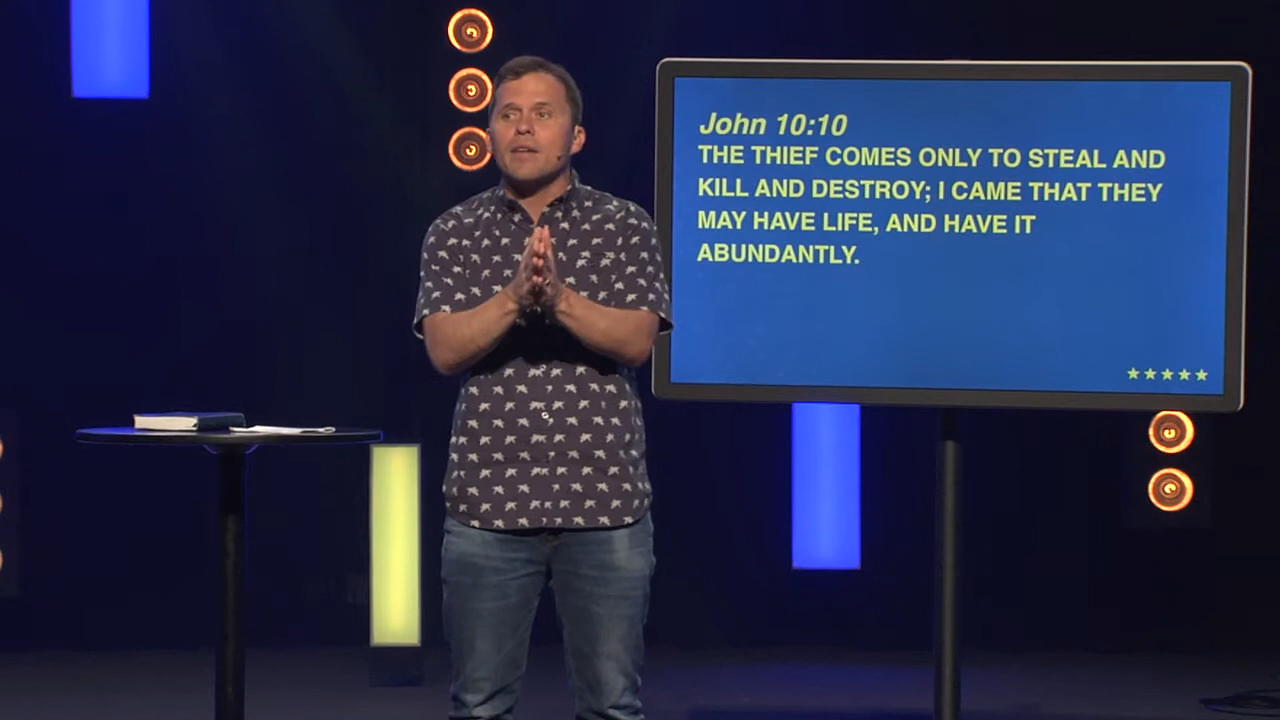 John 10:10
THE THIEF COMES ONLY TO STEAL AND
KILL AND DESTROY; I CAME THAT THEY
MAY HAVE LIFE, AND HAVE IT
ABUNDANTLY.